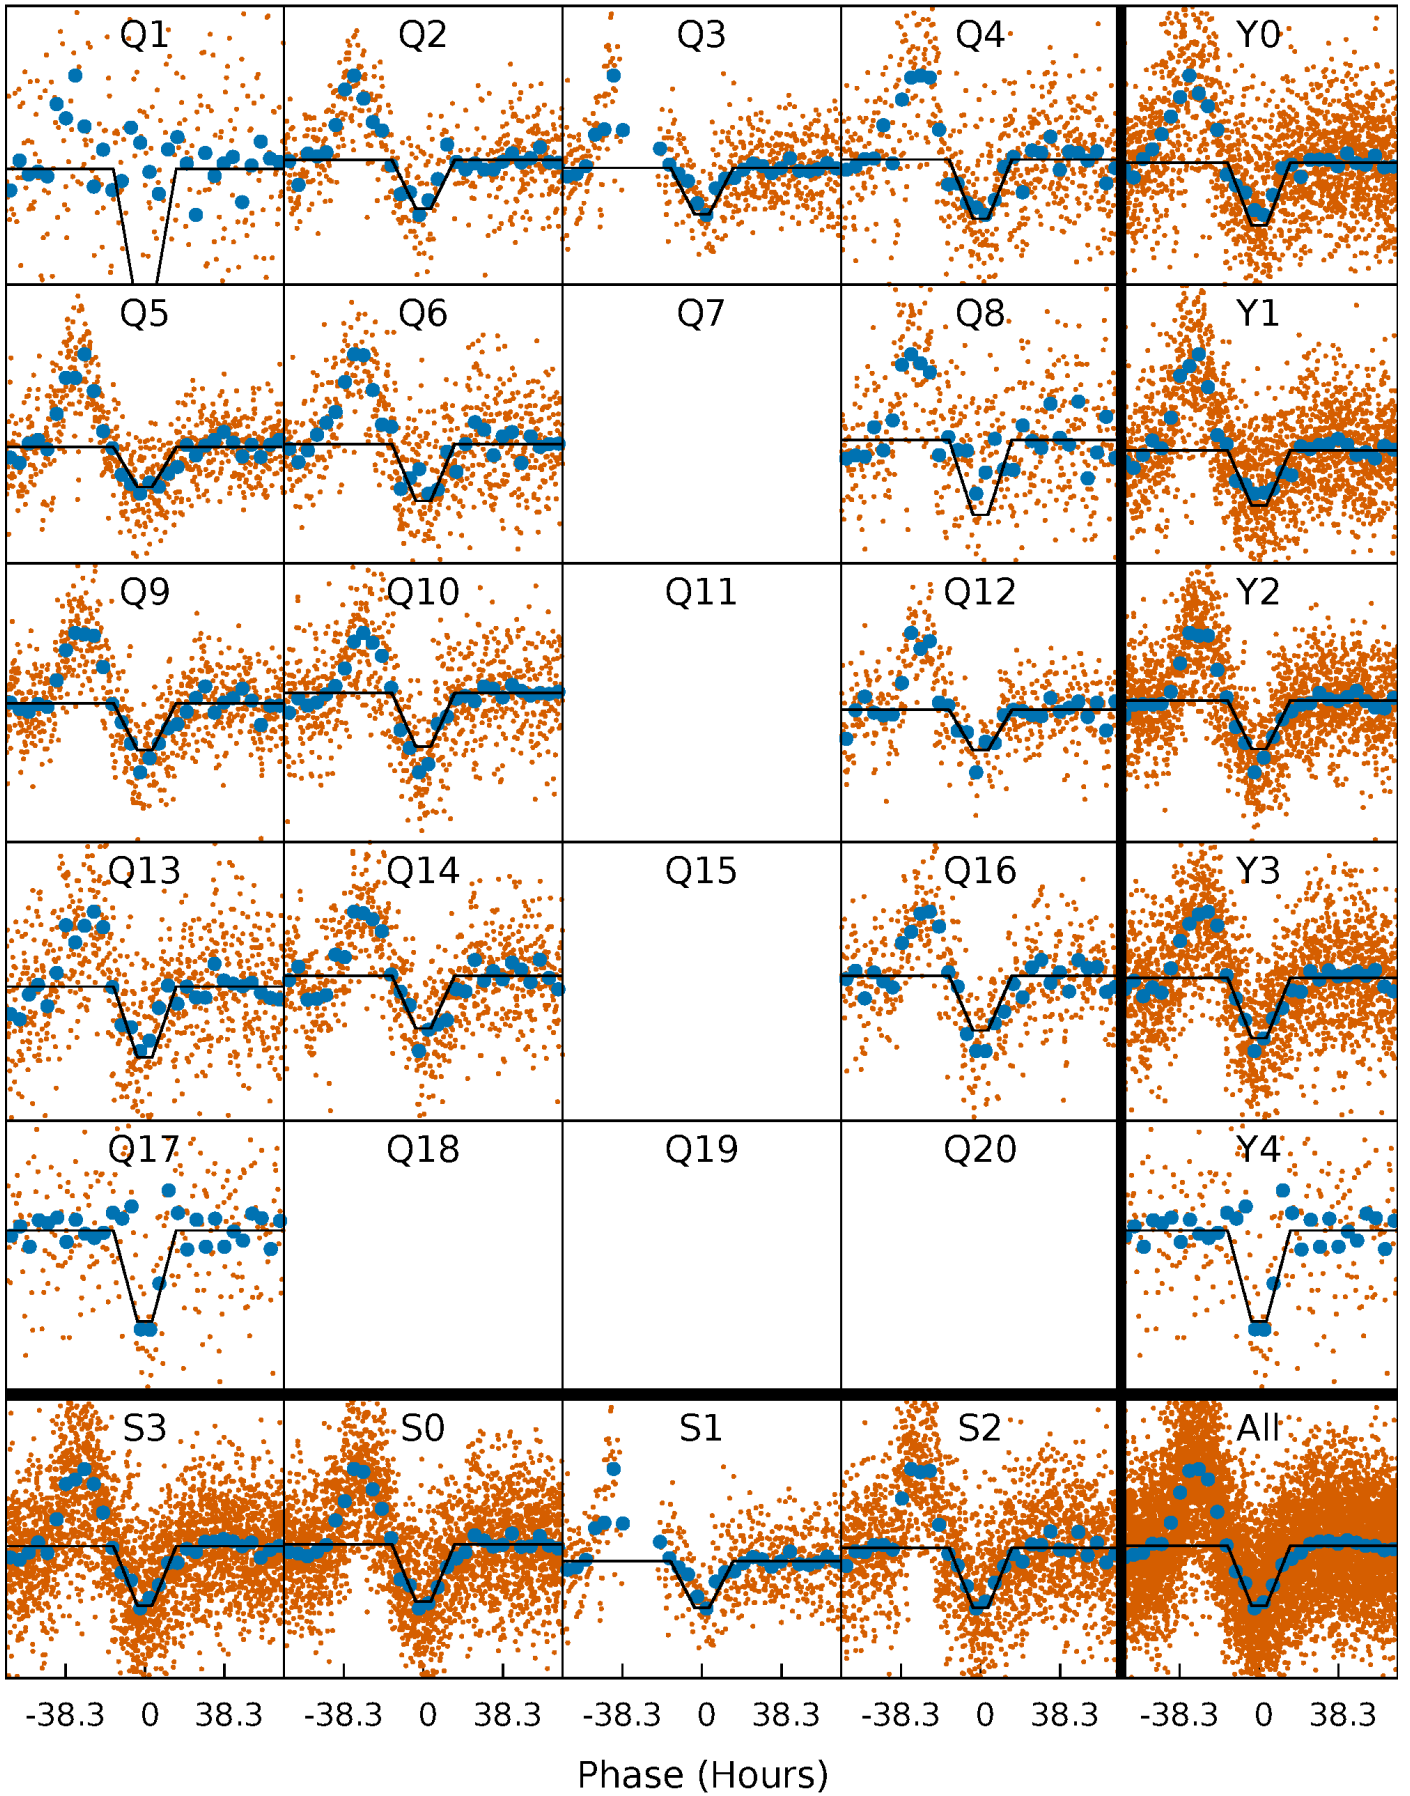 Q1 Q2 Q3 Q4 Y0
Q5 Q6 Q7 Q8 Y1
Q9 Q10 Q11 Q12 Y2
Q13 Q14 Q15 Q16 Y3
Q17 Q18 Q19 Q20 Y4
S3 S0 S1 S2 All
-38.3 0 38.3 -38.3 0 38.3 -38.3 0 38.3 -38.3 0 38.3 -38.3 0 38.3
Phase (Hours)